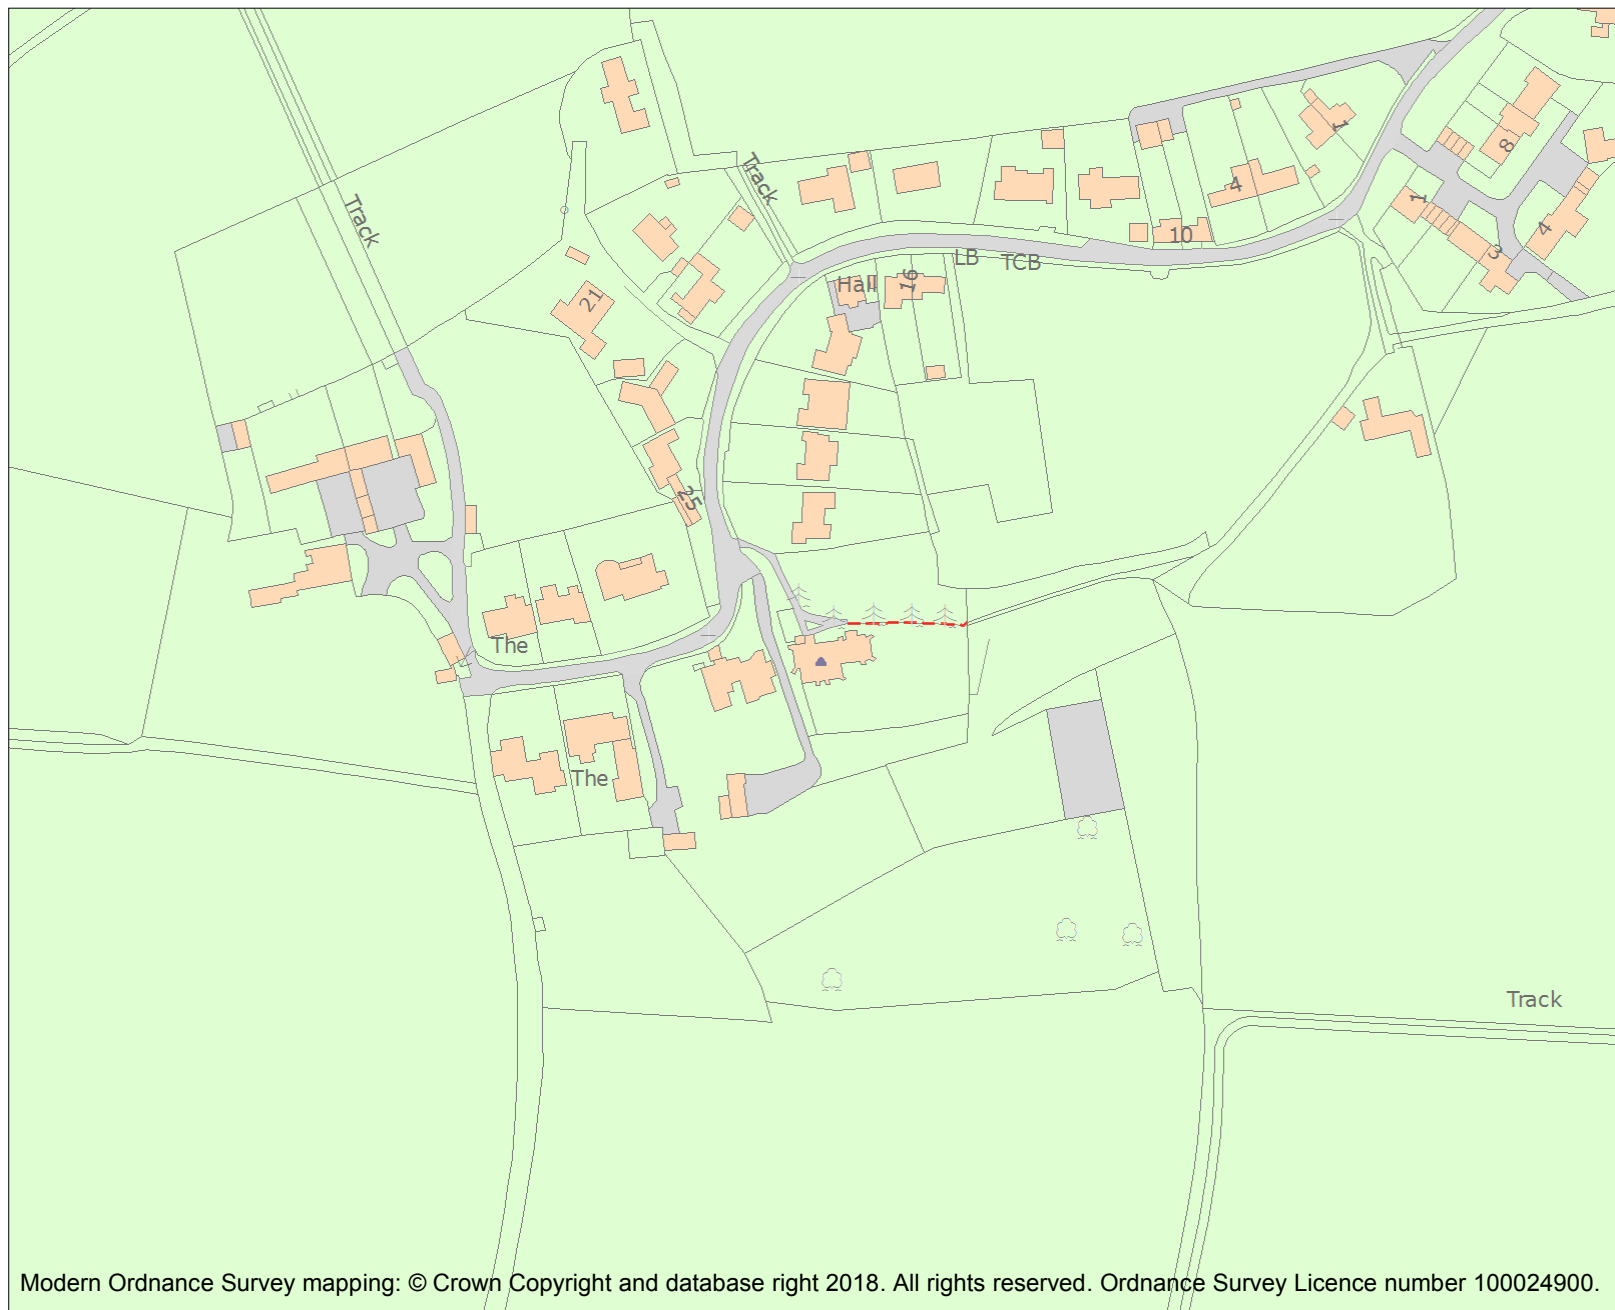 1
8
Track
4
1
Track
10
3
4
LB
TCB
Hall
16
21
25
The
The
Track
Modern Ordnance Survey mapping: © Crown Copyright and database right 2018. All rights reserved. Ordnance Survey Licence number 100024900.